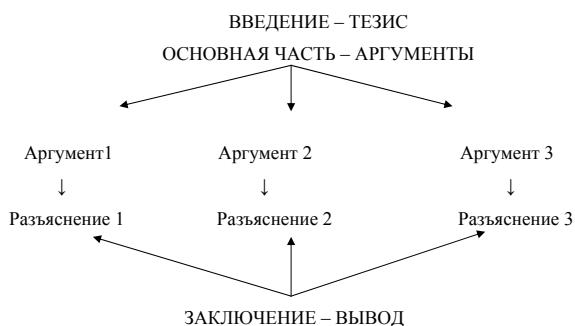 ВВЕДЕНИЕ – ТЕЗИС
ОСНОВНАЯ ЧАСТЬ – АРГУМЕНТЫ
Аргумент1 Аргумент 2 Аргумент 3
↓ ↓ ↓
Разъяснение 1 Разъяснение 2 Разъяснение 3
ЗАКЛЮЧЕНИЕ – ВЫВОД